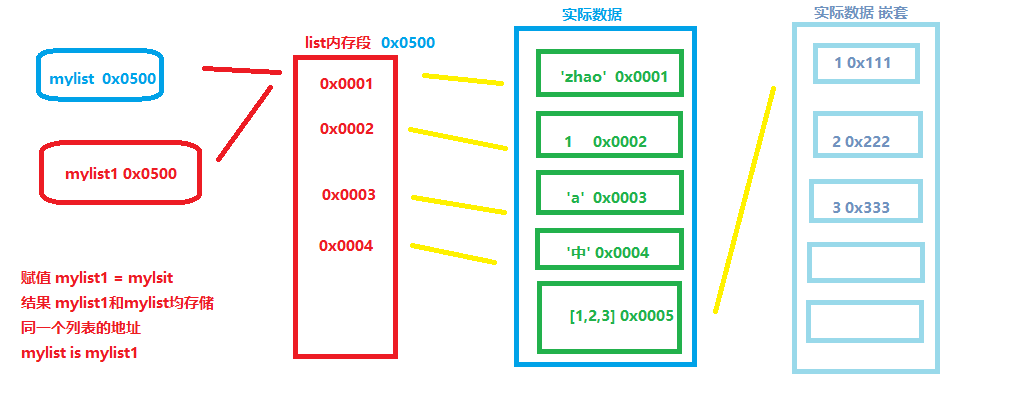 mylist 0x0500
mylist1 0x0500
赋值 mylist1 = mylsit
结果 mylist1和mylist均存储
同一个列表的地址
mylist is mylist1
list内存段 0x0500
0x0001
0x0002
0x0003
0x0004
实际数据
'zhao' 0x0001
1 0x0002
'a' 0x0003
'中' 0x0004
[1,2,3] 0x0005
实际数据 嵌套
1 0x111
2 0x222
3 0x333